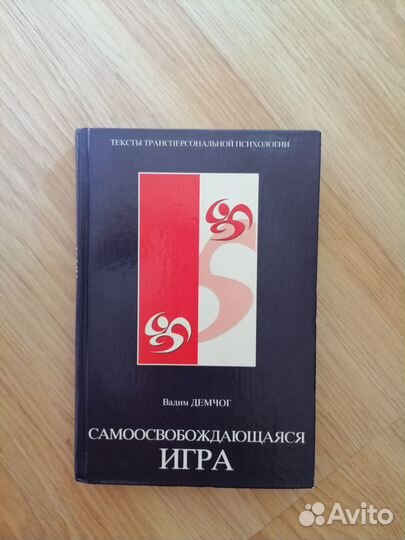 ТЕКСТЫ ТРАНСПЕРСОНАЛЬНОЙ ПСИХОЛОГИИ
Вадим ДЕМЧОГ
САМООСВОБОЖДАЮЩАЯСЯ
ИГРА
Avito